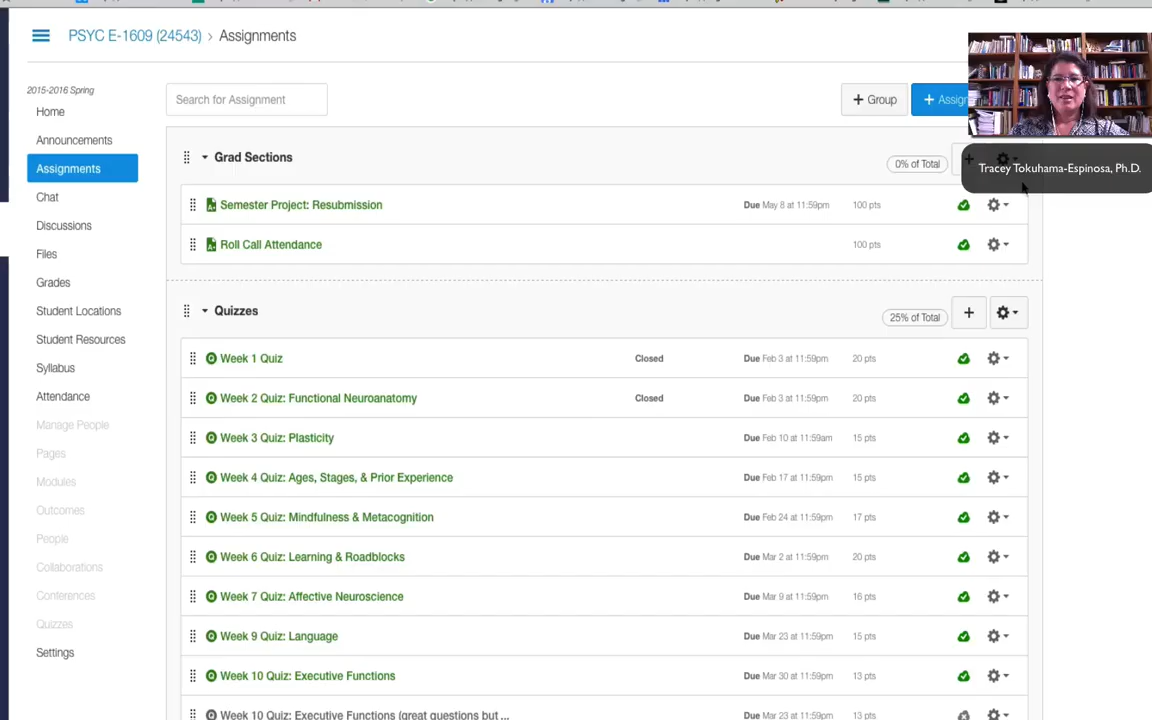 PSYC E-1609 (24543) › Assignments
2015-2016 Spring
Home
Announcements
Assignments
Chat
Discussions
Files
Grades
Student Locations
Student Resources
Syllabus
Attendance
Manage People
Pages
Modules
Outcomes
People
Collaborations
Conferences
Quizzes
Settings
Search for Assignment
+ Group
+ Assign
Tracey Tokuhama-Espinosa, Ph.D.
Grad Sections 0% of Total
Semester Project: Resubmission Due May 8 at 11:59pm 100 pts
Roll Call Attendance 100 pts
Quizzes 25% of Total +
Week 1 Quiz Closed Due Feb 3 at 11:59pm 20 pts
Week 2 Quiz: Functional Neuroanatomy Closed Due Feb 3 at 11:59pm 20 pts
Week 3 Quiz: Plasticity Due Feb 10 at 11:59am 15 pts
Week 4 Quiz: Ages, Stages, & Prior Experience Due Feb 17 at 11:59pm 15 pts
Week 5 Quiz: Mindfulness & Metacognition Due Feb 24 at 11:59pm 17 pts
Week 6 Quiz: Learning & Roadblocks Due Mar 2 at 11:59pm 20 pts
Week 7 Quiz: Affective Neuroscience Due Mar 9 at 11:59pm 16 pts
Week 9 Quiz: Language Due Mar 23 at 11:59pm 15 pts
Week 10 Quiz: Executive Functions Due Mar 30 at 11:59pm 13 pts
Week 10 Quiz: Executive Functions (great questions but ... Due Mar 23 at 11:59pm 13 pts